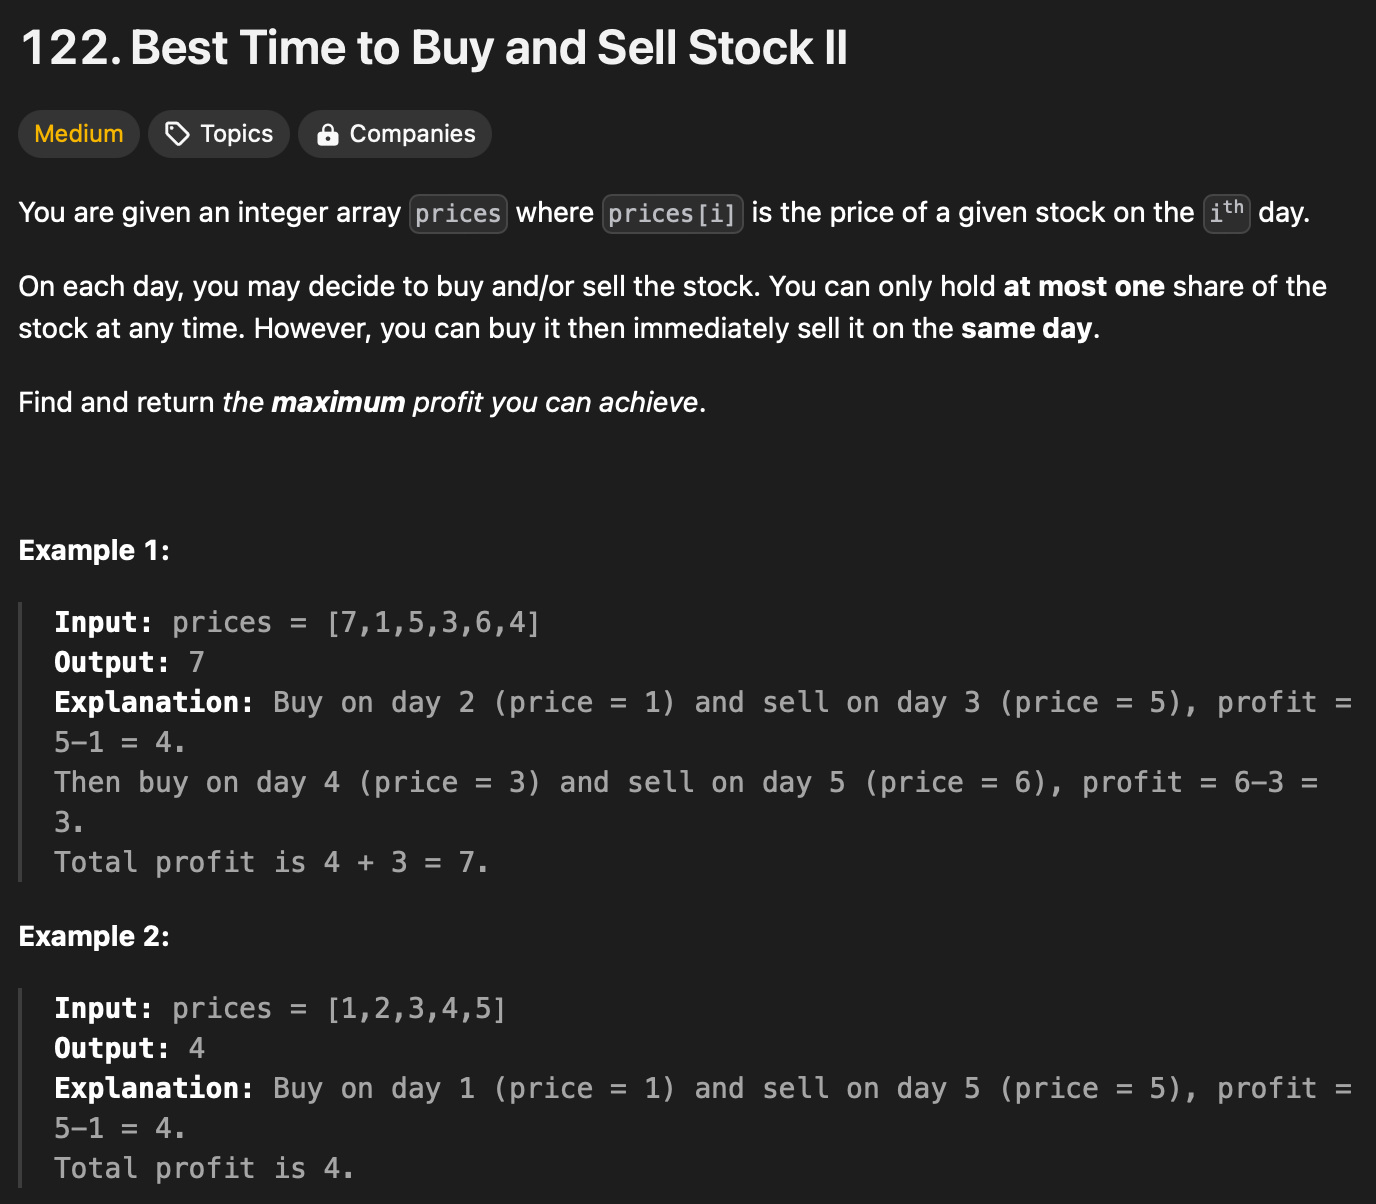 122. Best Time to Buy and Sell Stock II
Medium Topics Companies
You are given an integer array prices where prices[i] is the price of a given stock on the ith day.
On each day, you may decide to buy and/or sell the stock. You can only hold at most one share of the
stock at any time. However, you can buy it then immediately sell it on the same day.
Find and return the maximum profit you can achieve.
Example 1:
Input: prices = [7,1,5,3,6,4]
Output: 7
Explanation: Buy on day 2 (price = 1) and sell on day 3 (price = 5), profit =
5-1 = 4.
Then buy on day 4 (price = 3) and sell on day 5 (price = 6), profit = 6-3 =
3.
Total profit is 4 + 3 = 7.
Example 2:
Input: prices = [1,2,3,4,5]
Output: 4
Explanation: Buy on day 1 (price = 1) and sell on day 5 (price = 5), profit =
5-1 = 4.
Total profit is 4.